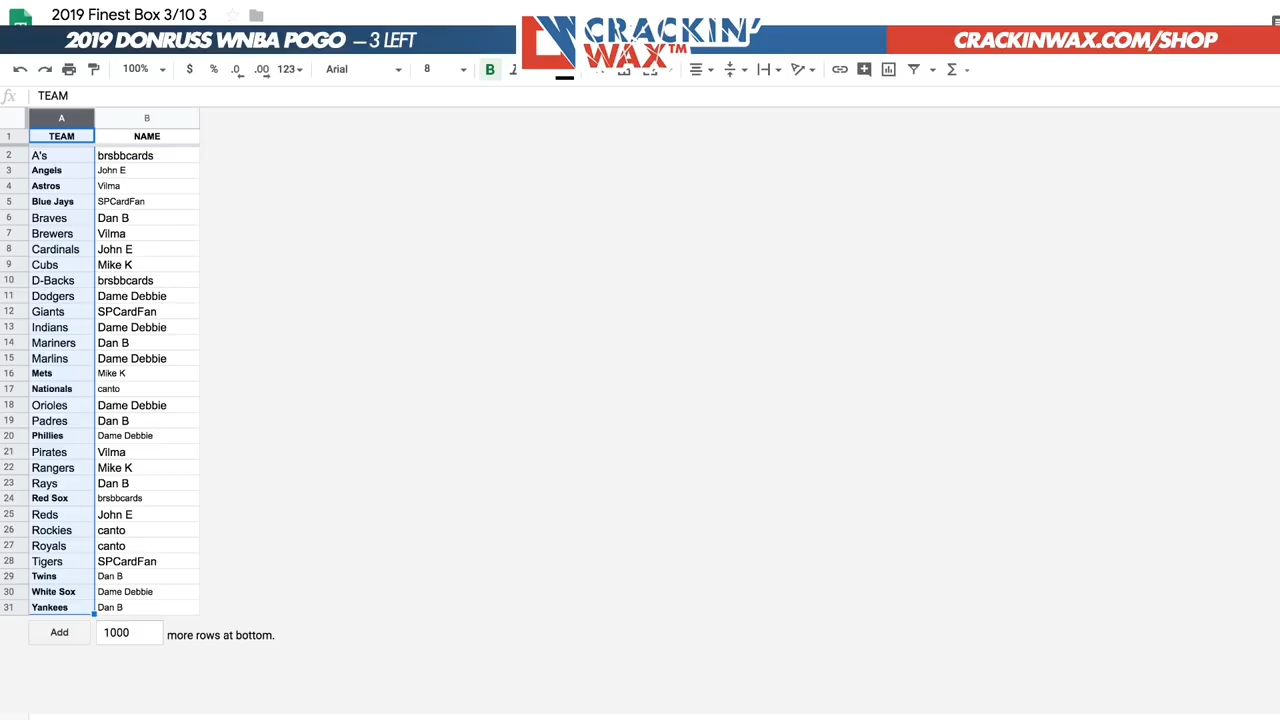 2019 Finest Box 3/10 3
2019 DONRUSS WNBA POGO — 3 LEFT
CRACKIN' WAX™
CRACKINWAX.COM/SHOP
100% $ % .0 .00 123 Arial 8 B
fx TEAM
A B
1 TEAM NAME
2 A's brsbbcards
3 Angels John E
4 Astros Vilma
5 Blue Jays SPCardFan
6 Braves Dan B
7 Brewers Vilma
8 Cardinals John E
9 Cubs Mike K
10 D-Backs brsbbcards
11 Dodgers Dame Debbie
12 Giants SPCardFan
13 Indians Dame Debbie
14 Mariners Dan B
15 Marlins Dame Debbie
16 Mets Mike K
17 Nationals canto
18 Orioles Dame Debbie
19 Padres Dan B
20 Phillies Dame Debbie
21 Pirates Vilma
22 Rangers Mike K
23 Rays Dan B
24 Red Sox brsbbcards
25 Reds John E
26 Rockies canto
27 Royals canto
28 Tigers SPCardFan
29 Twins Dan B
30 White Sox Dame Debbie
31 Yankees Dan B
Add 1000 more rows at bottom.